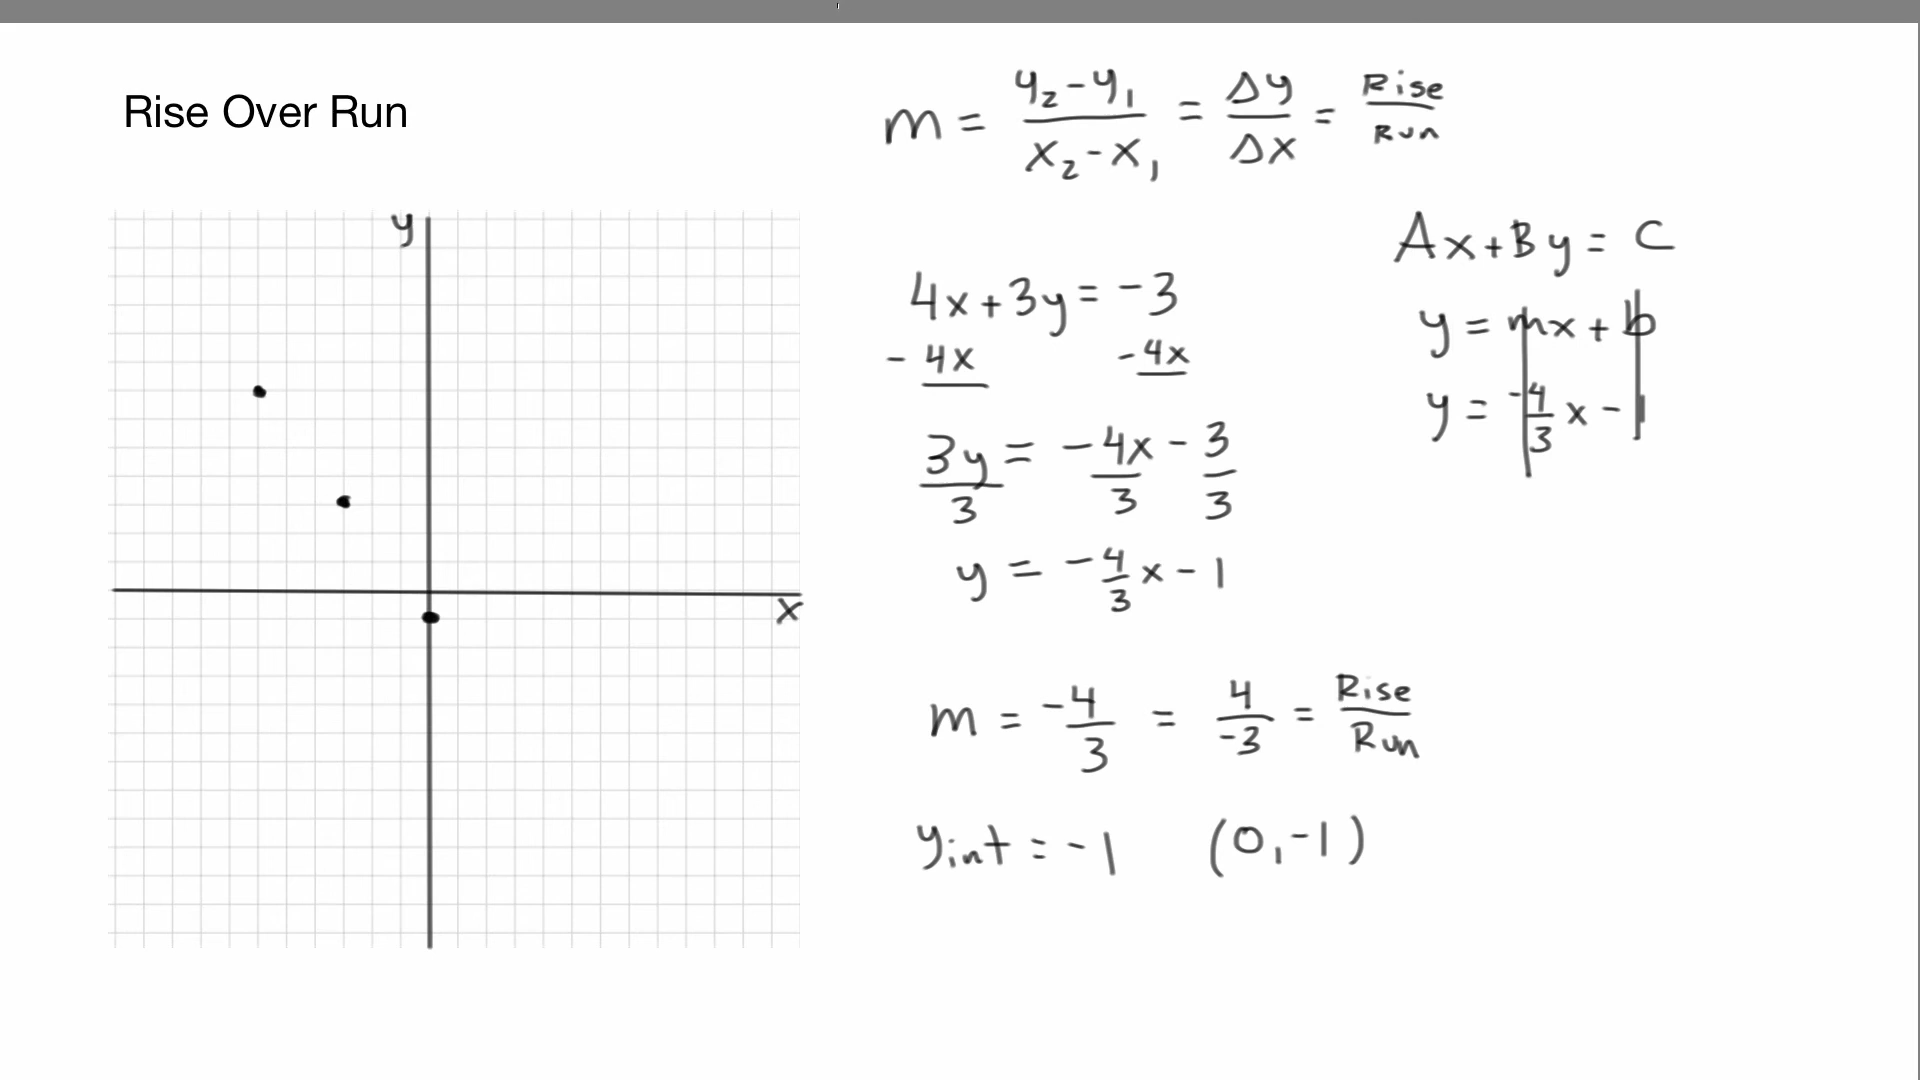 Rise Over Run
m = y₂-y₁ / x₂-x₁ = Δy / Δx = Rise / Run
y
x
4x+3y = -3
- 4x - 4x
3y / 3 = -4x / 3 - 3 / 3
y = -4/3 x - 1
m = -4 / 3 = 4 / -3 = Rise / Run
yint = -1 (0,-1)
Ax+By = C
y = mx + b
y = -4/3 x - 1